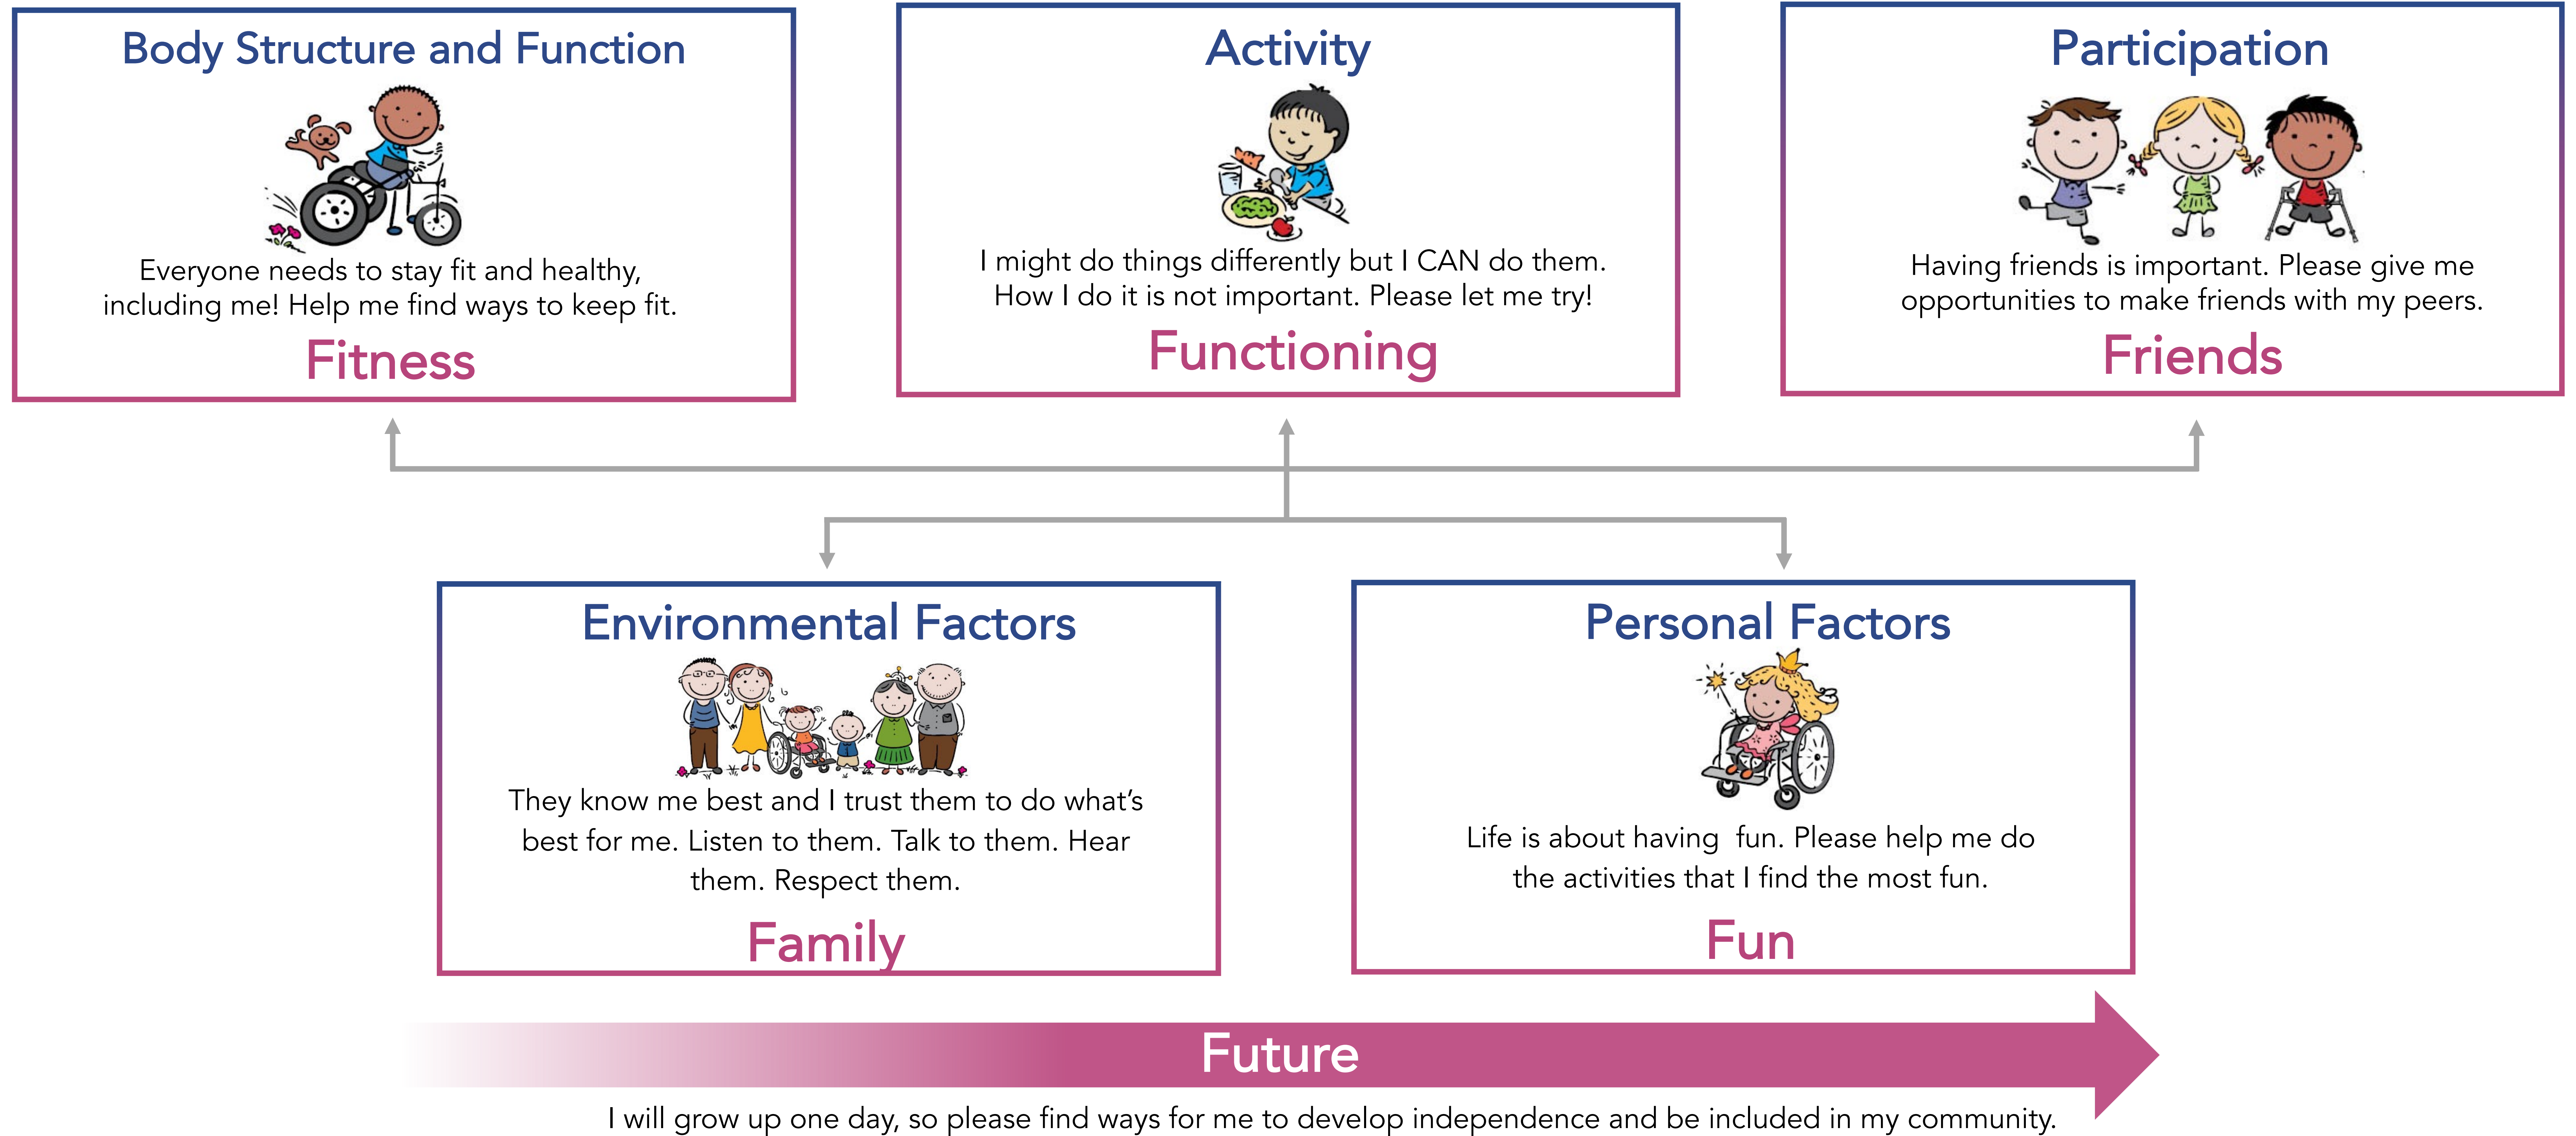 Body Structure and Function
Everyone needs to stay fit and healthy,
including me! Help me find ways to keep fit.
Fitness
Activity
I might do things differently but I CAN do them.
How I do it is not important. Please let me try!
Functioning
Participation
Having friends is important. Please give me
opportunities to make friends with my peers.
Friends
Environmental Factors
They know me best and I trust them to do what’s
best for me. Listen to them. Talk to them. Hear
them. Respect them.
Family
Personal Factors
Life is about having  fun. Please help me do
the activities that I find the most fun.
Fun
Future
I will grow up one day, so please find ways for me to develop independence and be included in my community.